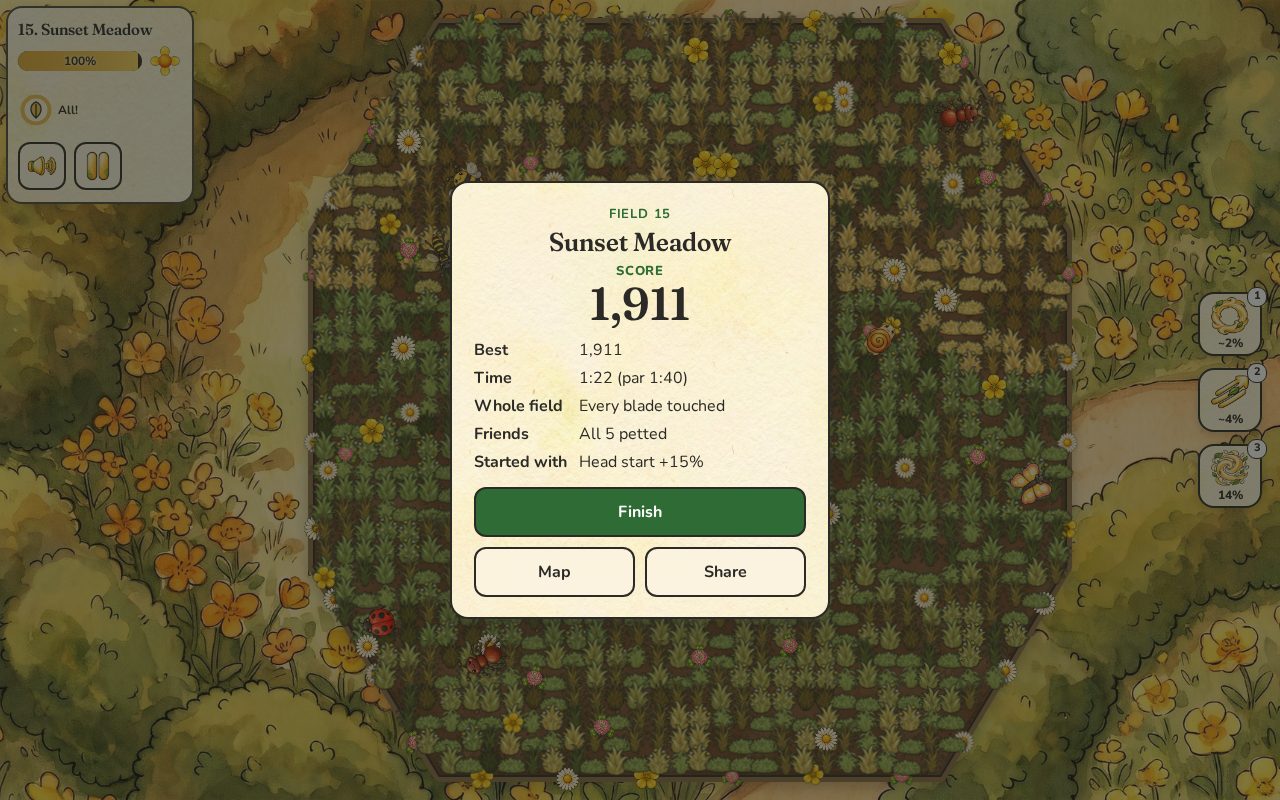 15. Sunset Meadow
100%
All!
FIELD 15
Sunset Meadow
SCORE
1,911
Best 1,911
Time 1:22 (par 1:40)
Whole field Every blade touched
Friends All 5 petted
Started with Head start +15%
Finish
Map Share
1
~2%
2
~4%
3
14%